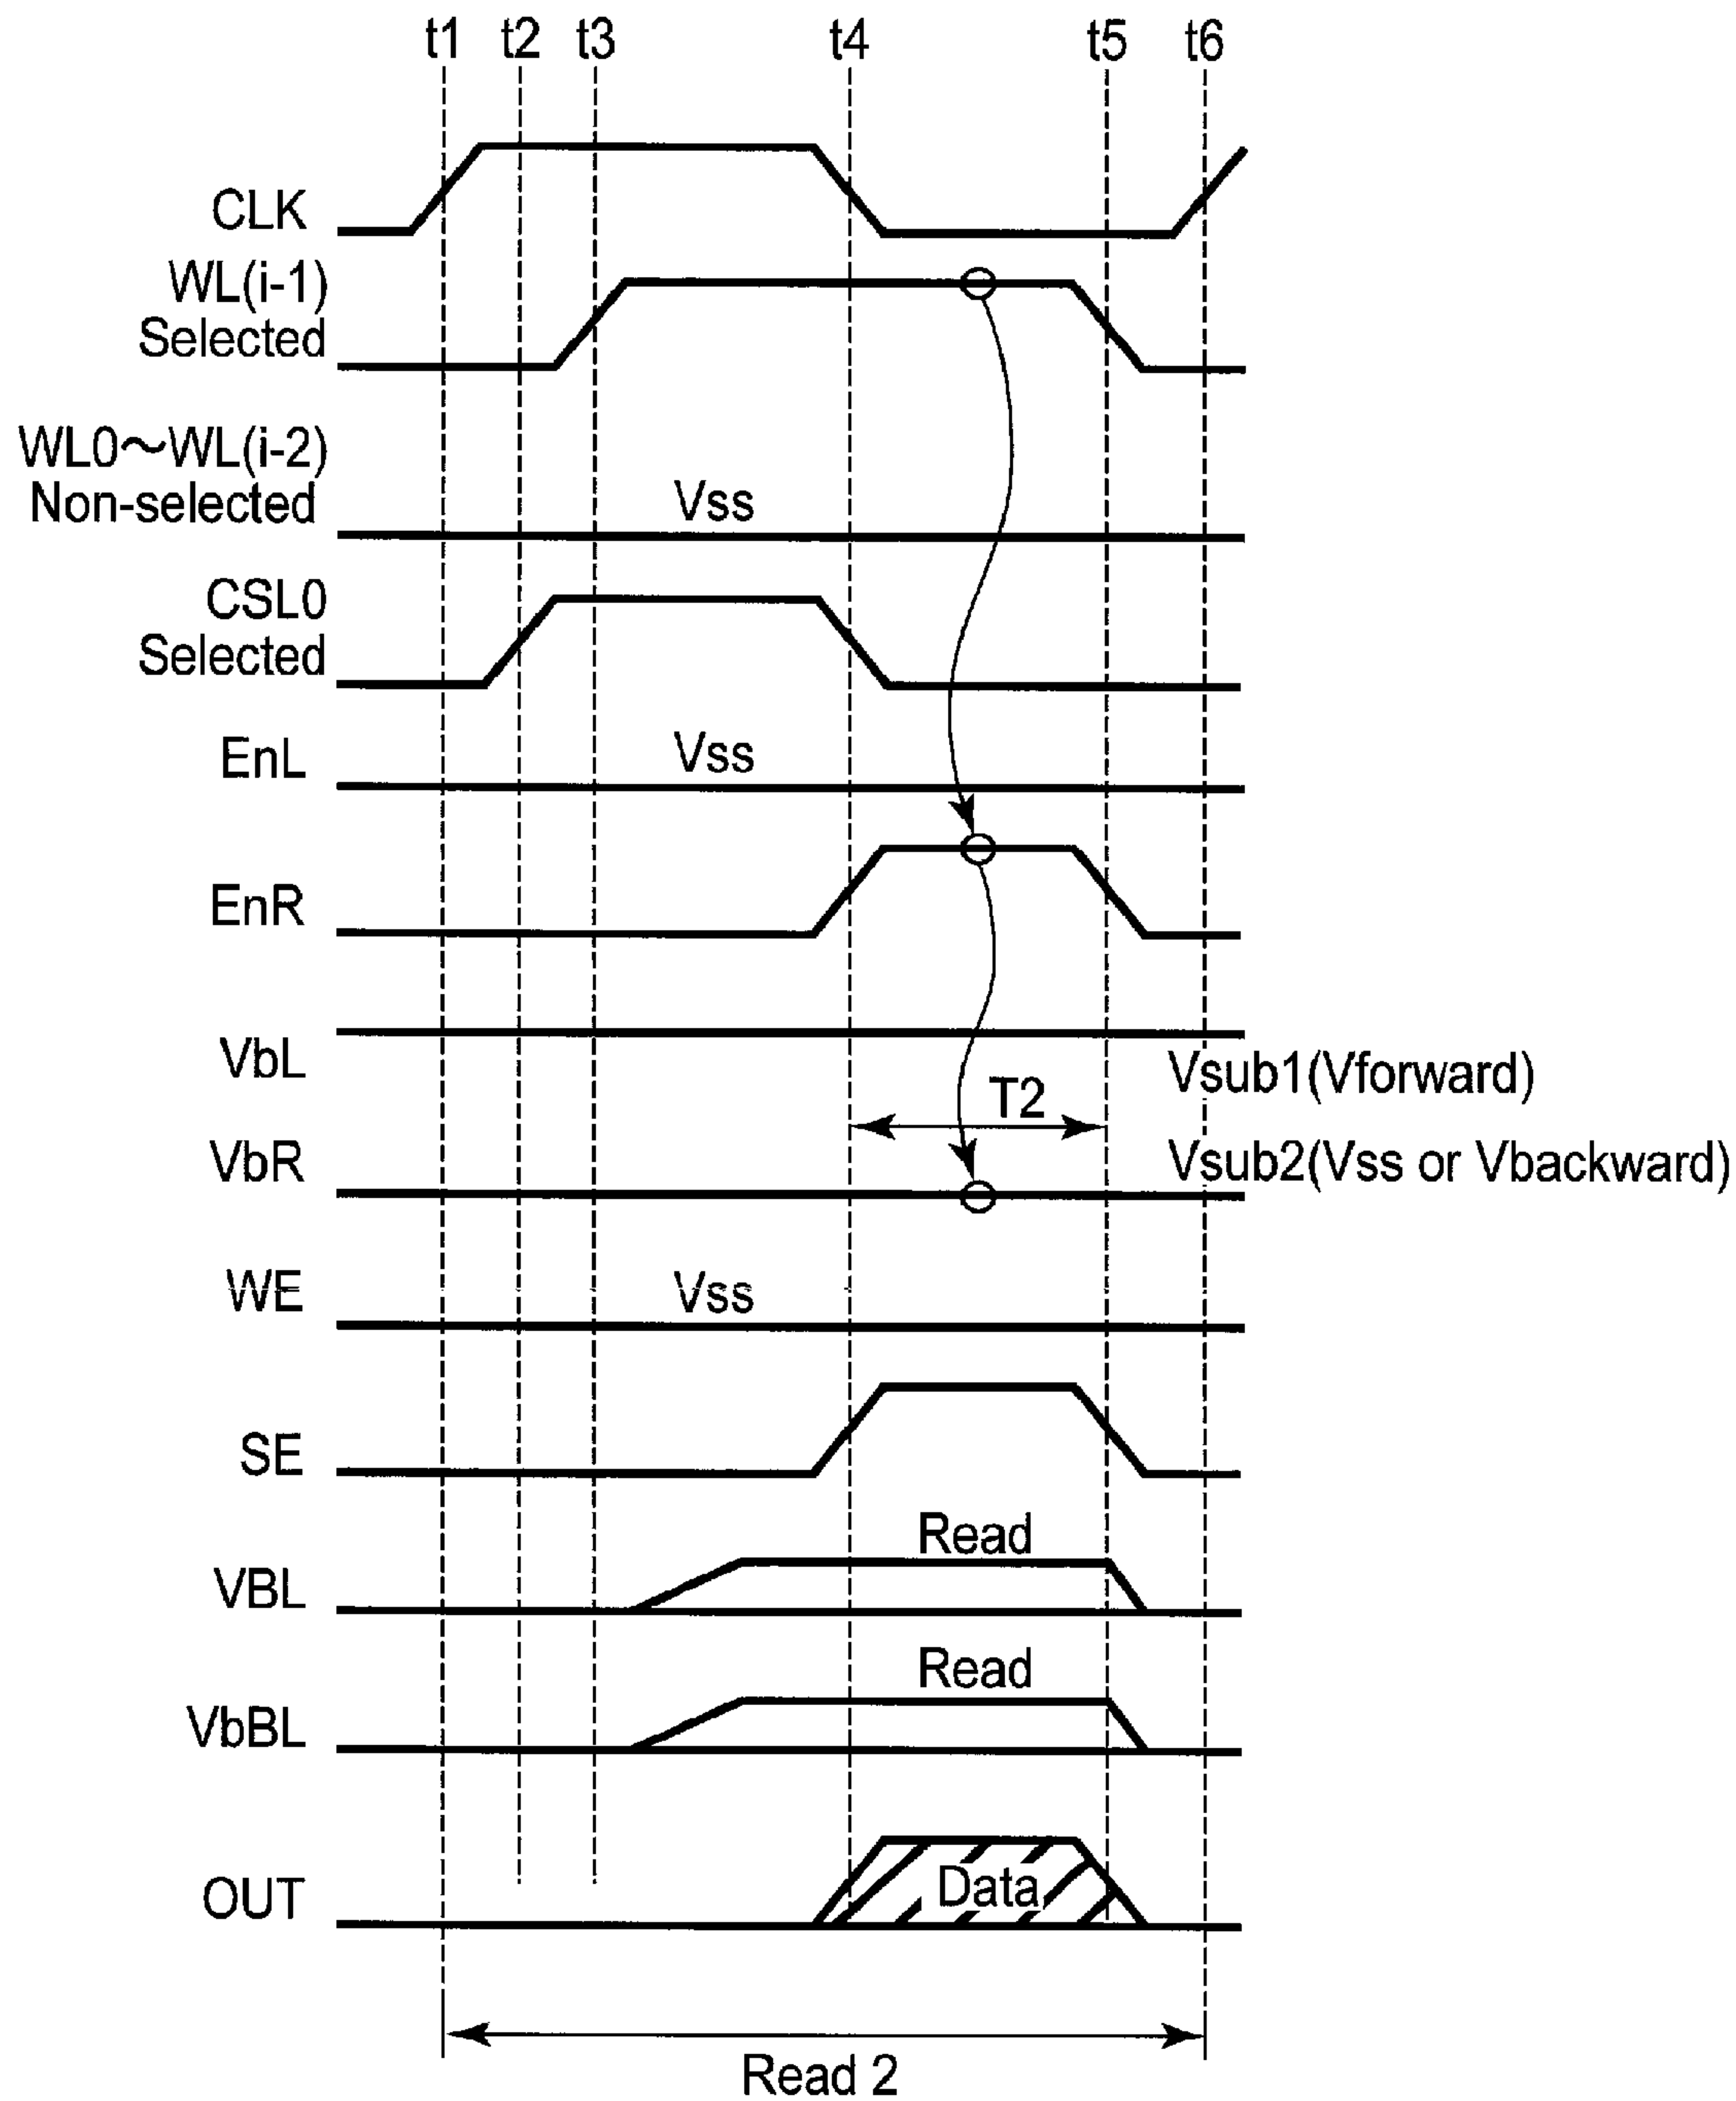 t1 t2 t3 t4 t5 t6
CLK
WL(i-1)
Selected
WL0～WL(i-2)
Non-selected
Vss
CSL0
Selected
EnL
Vss
EnR
VbL
Vsub1(Vforward)
T2
VbR
Vsub2(Vss or Vbackward)
WE
Vss
SE
Read
VBL
Read
VbBL
OUT
Data
Read 2